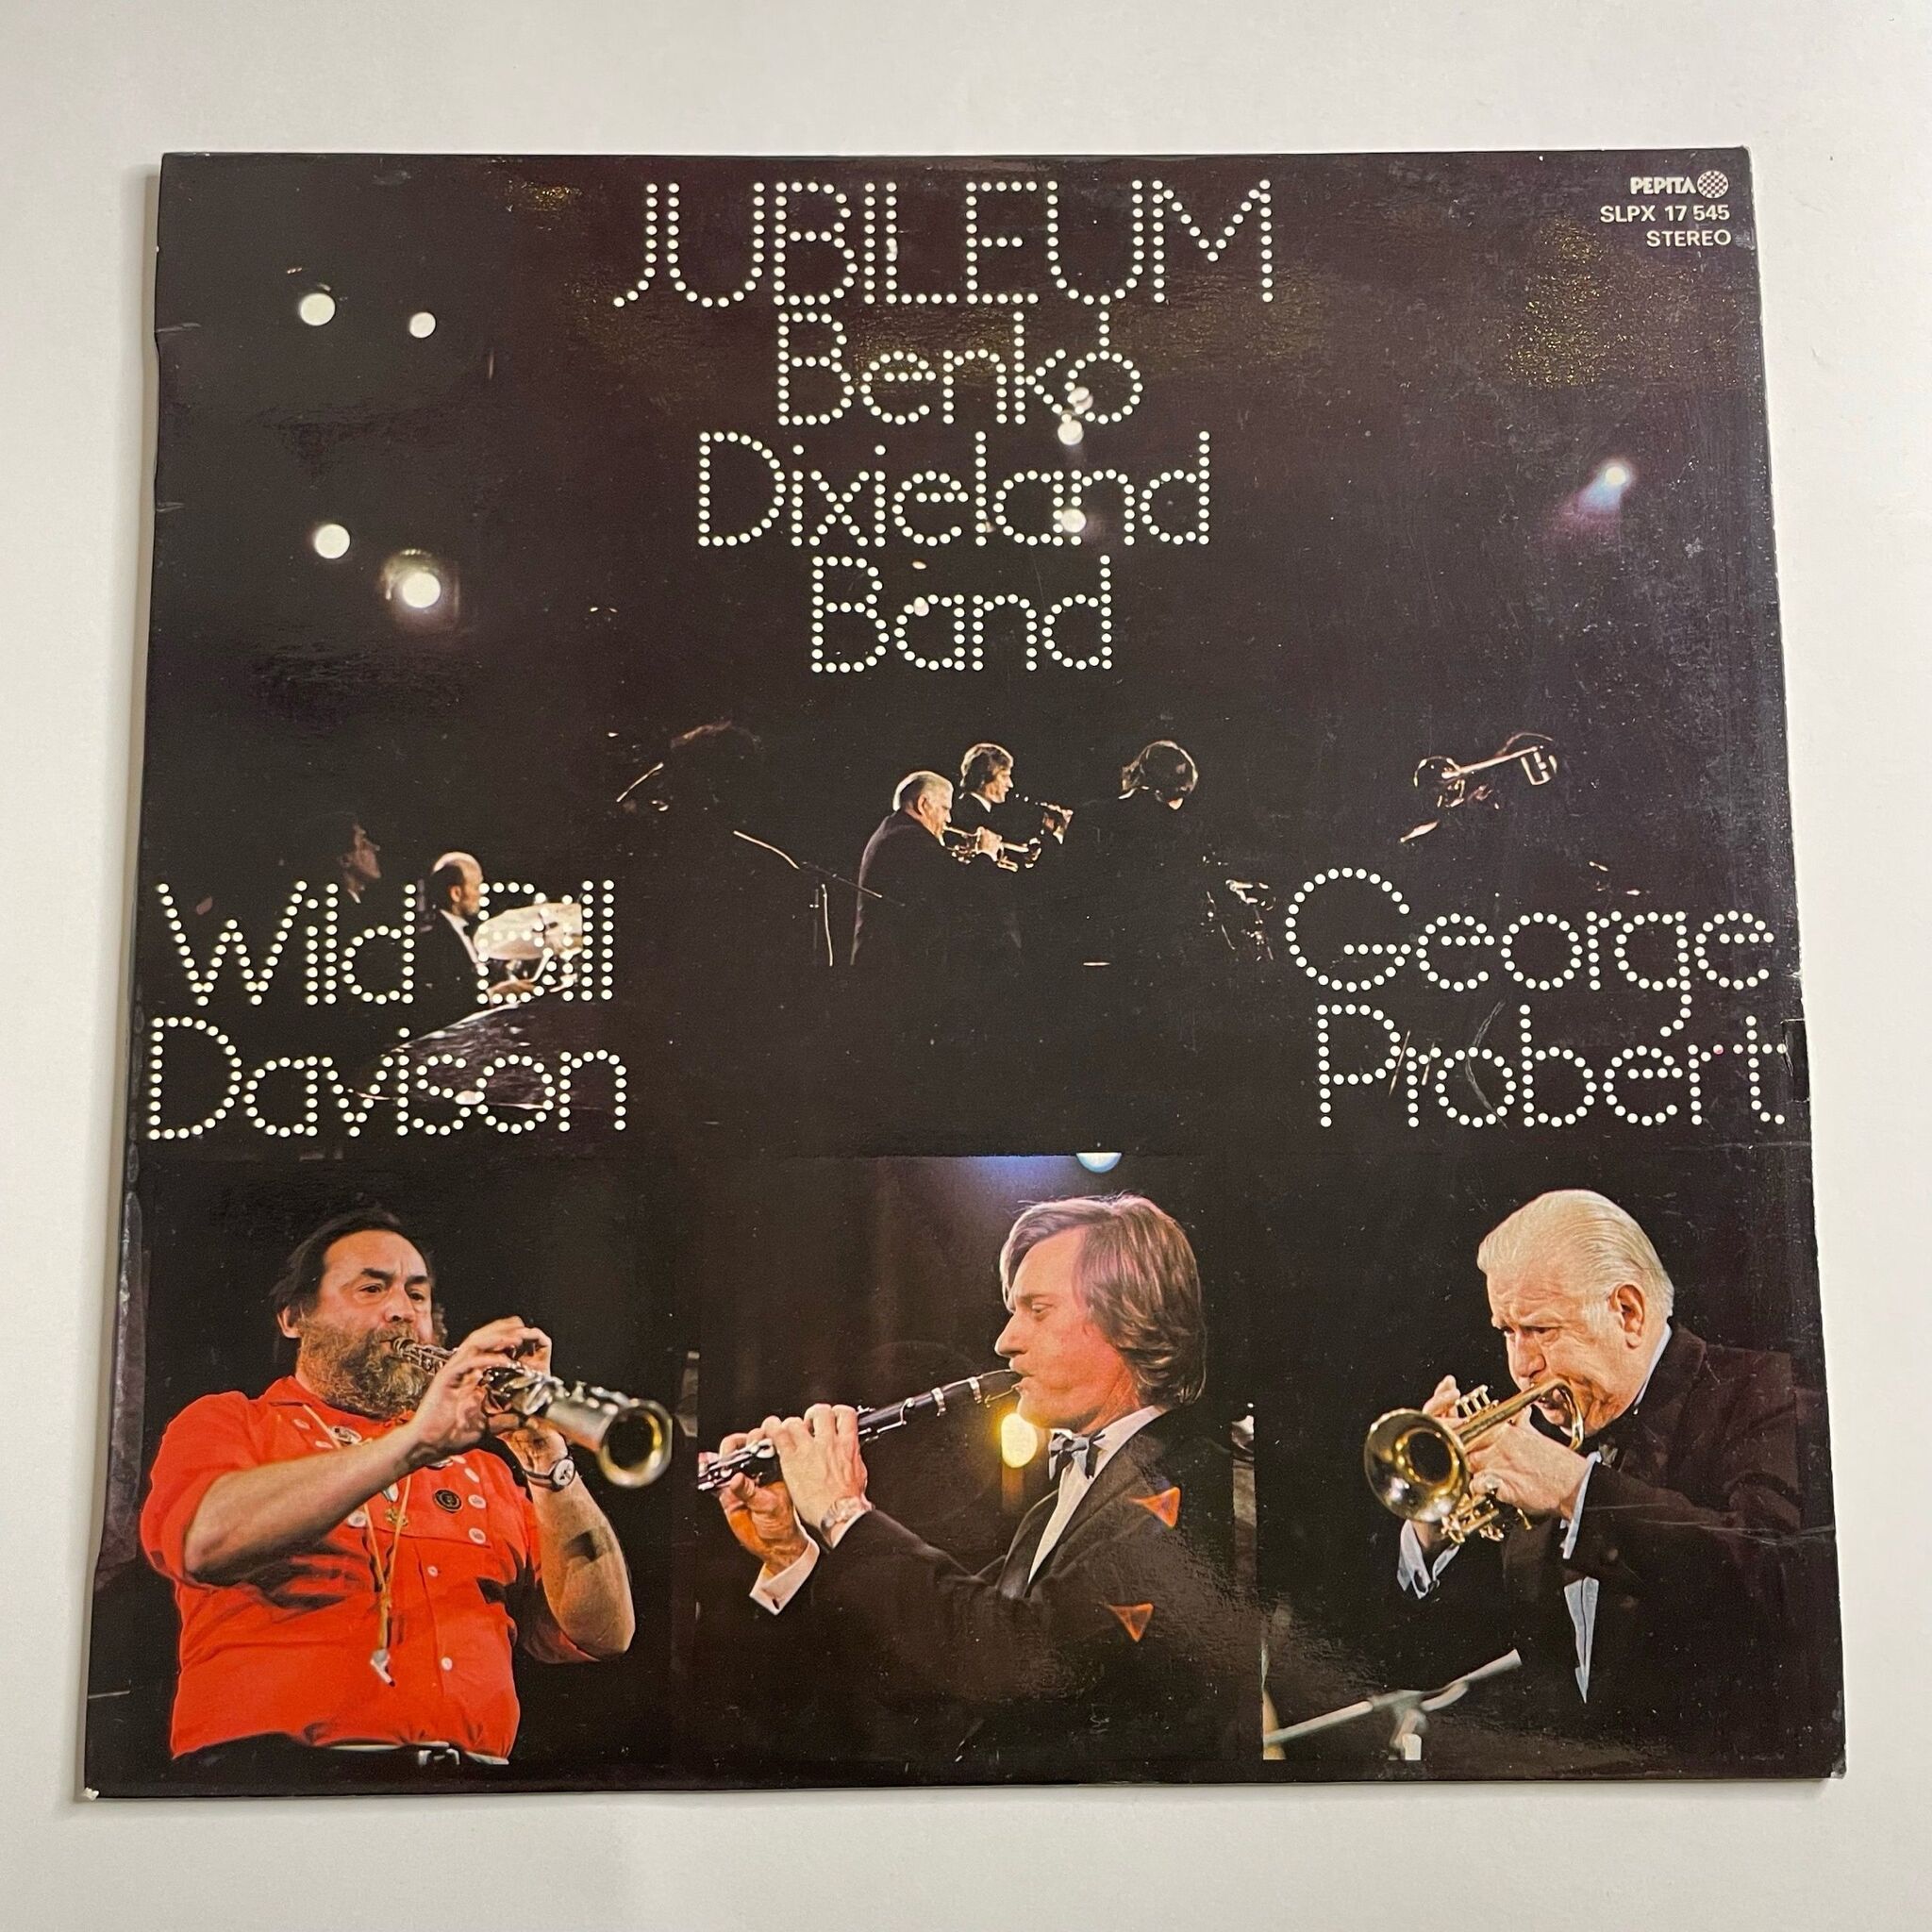 JUBILEUM
Benkó
Dixieland
Band
PEPITA
SLPX 17 545
STEREO
Wild Bill
Davison
George
Probert